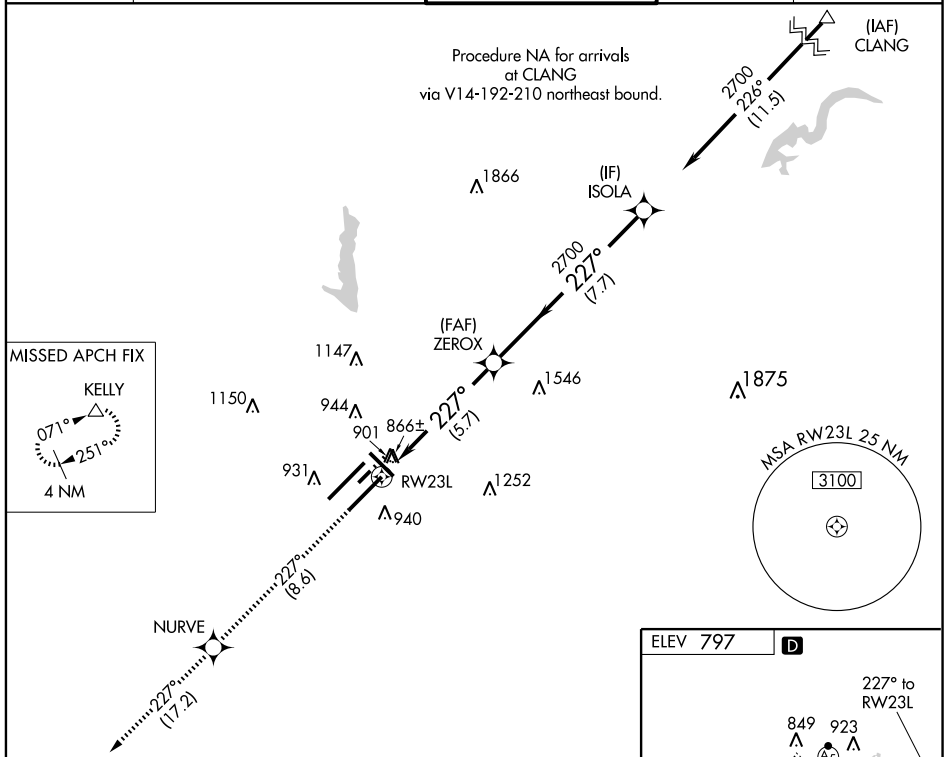 (IAF)
CLANG
Procedure NA for arrivals
at CLANG
via V14-192-210 northeast bound.
2700
226°
(11.5)
1866
(IF)
ISOLA
2700
227°
(7.7)
(FAF)
ZEROX
1147
1546
1875
MISSED APCH FIX
KELLY
071°
251°
4 NM
1150
944
227°
(5.7)
901
866±
931
RW23L
1252
940
MSA RW23L 25 NM
3100
227°
(8.6)
NURVE
227°
(17.2)
ELEV 797
D
227° to
RW23L
849
923